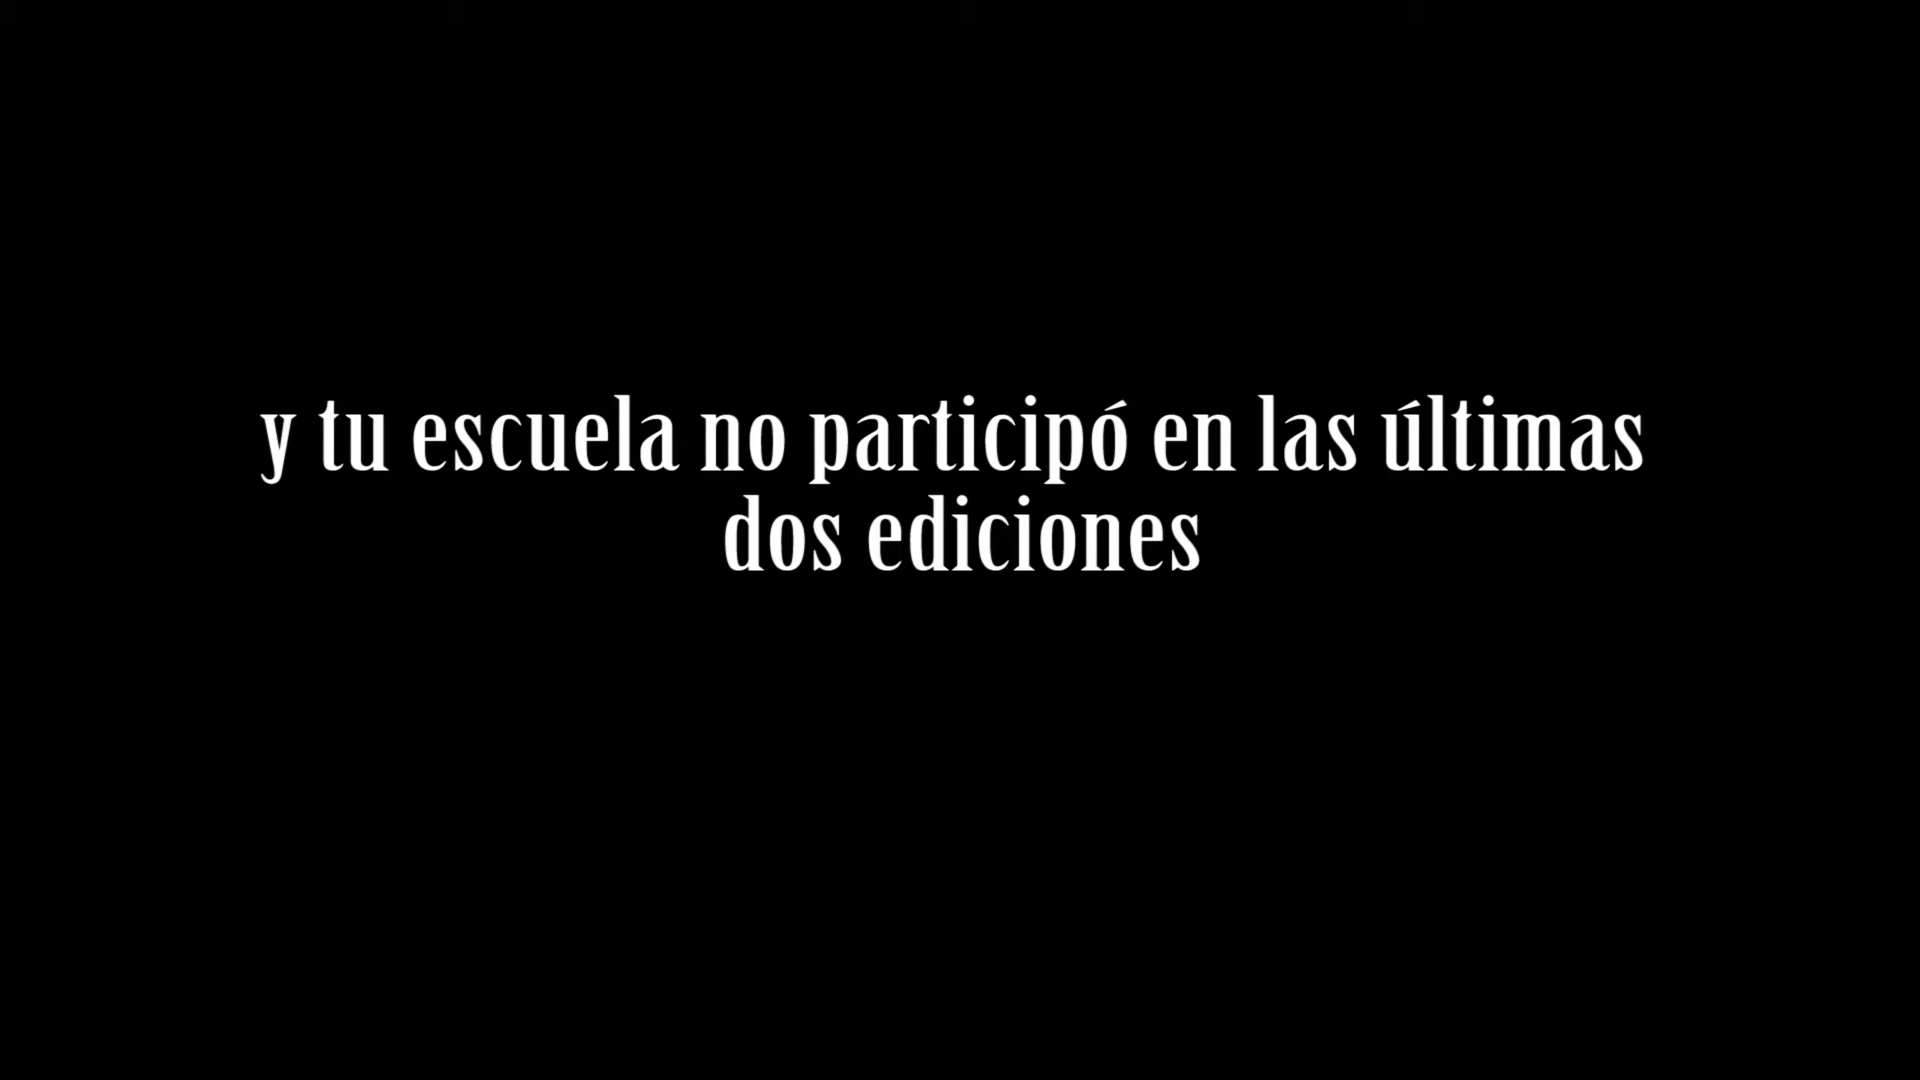 y tu escuela no participó en las últimas
dos ediciones